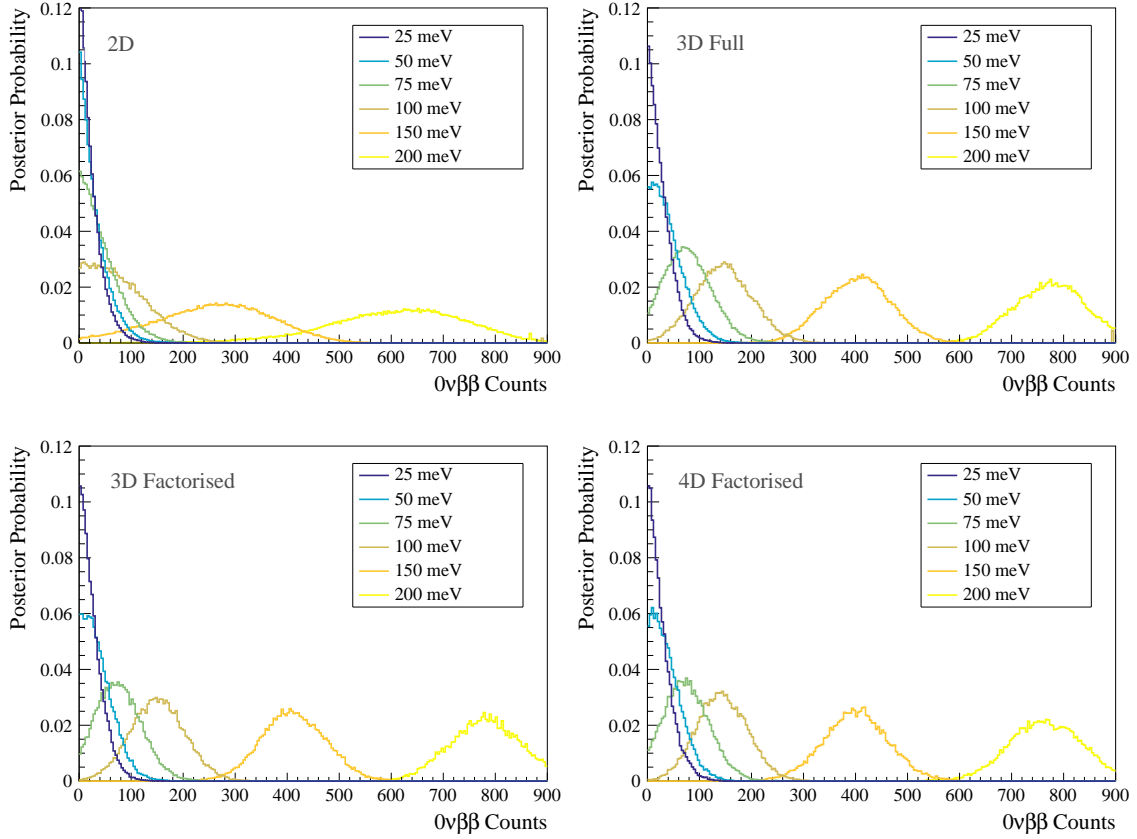 2D
Posterior Probability
0.12
0.1
0.08
0.06
0.04
0.02
0
25 meV
50 meV
75 meV
100 meV
150 meV
200 meV
0 100 200 300 400 500 600 700 800 900
0νββ Counts
3D Full
Posterior Probability
0.12
0.1
0.08
0.06
0.04
0.02
0
25 meV
50 meV
75 meV
100 meV
150 meV
200 meV
0 100 200 300 400 500 600 700 800 900
0νββ Counts
3D Factorised
Posterior Probability
0.12
0.1
0.08
0.06
0.04
0.02
0
25 meV
50 meV
75 meV
100 meV
150 meV
200 meV
0 100 200 300 400 500 600 700 800 900
0νββ Counts
4D Factorised
Posterior Probability
0.12
0.1
0.08
0.06
0.04
0.02
0
25 meV
50 meV
75 meV
100 meV
150 meV
200 meV
0 100 200 300 400 500 600 700 800 900
0νββ Counts